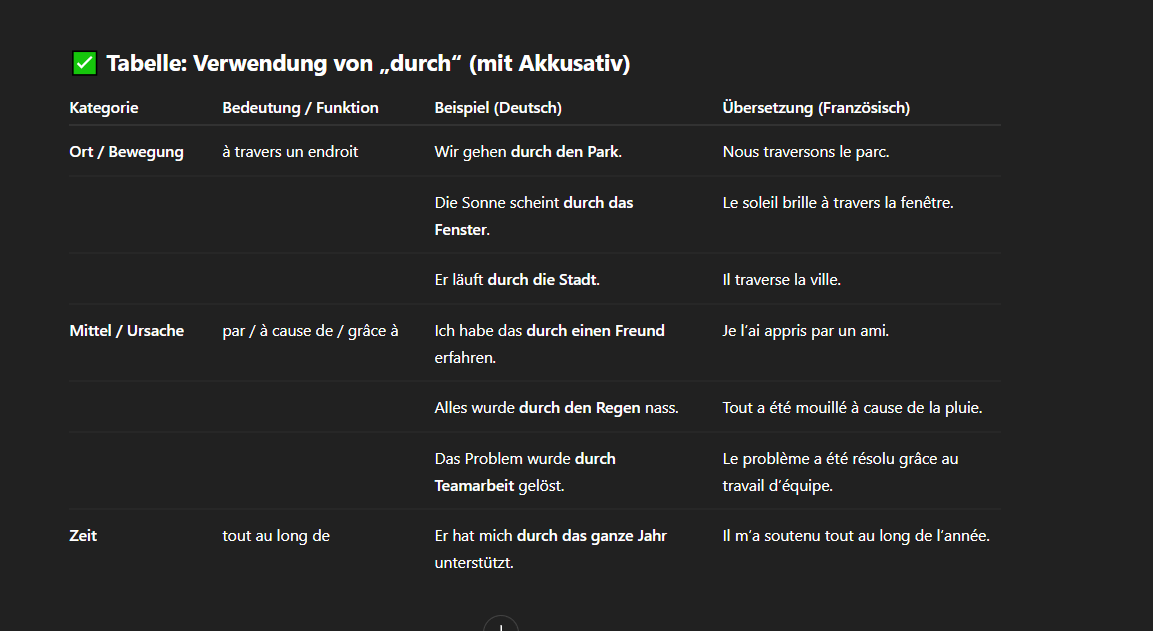 ✅ Tabelle: Verwendung von „durch“ (mit Akkusativ)
Kategorie Bedeutung / Funktion Beispiel (Deutsch) Übersetzung (Französisch)
Ort / Bewegung à travers un endroit Wir gehen durch den Park. Nous traversons le parc.
Die Sonne scheint durch das Le soleil brille à travers la fenêtre.
Fenster.
Er läuft durch die Stadt. Il traverse la ville.
Mittel / Ursache par / à cause de / grâce à Ich habe das durch einen Freund Je l’ai appris par un ami.
erfahren.
Alles wurde durch den Regen nass. Tout a été mouillé à cause de la pluie.
Das Problem wurde durch Le problème a été résolu grâce au
Teamarbeit gelöst. travail d’équipe.
Zeit tout au long de Er hat mich durch das ganze Jahr Il m’a soutenu tout au long de l’année.
unterstützt.